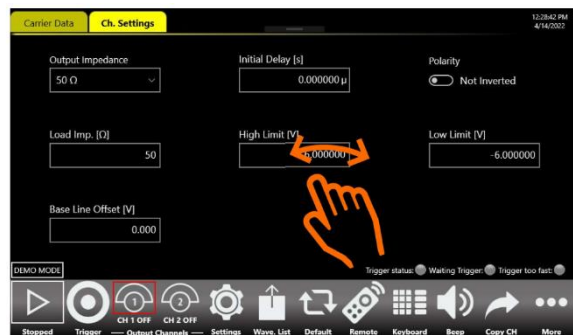 Carrier Data
Ch. Settings
12:28:42 PM
4/14/2022
Output Impedance
Initial Delay [s]
Polarity
50 Ω
0.000000 µ
Not Inverted
Load Imp. [Ω]
High Limit [V]
Low Limit [V]
50
6.000000
-6.000000
Base Line Offset [V]
0.000
DEMO MODE
Trigger status: Waiting Trigger: Trigger too fast:
1
2
CH 1 OFF
CH 2 OFF
Stopped
Trigger
Output Channels
Settings
Wave. List
Default
Remote
Keyboard
Beep
Copy CH
More